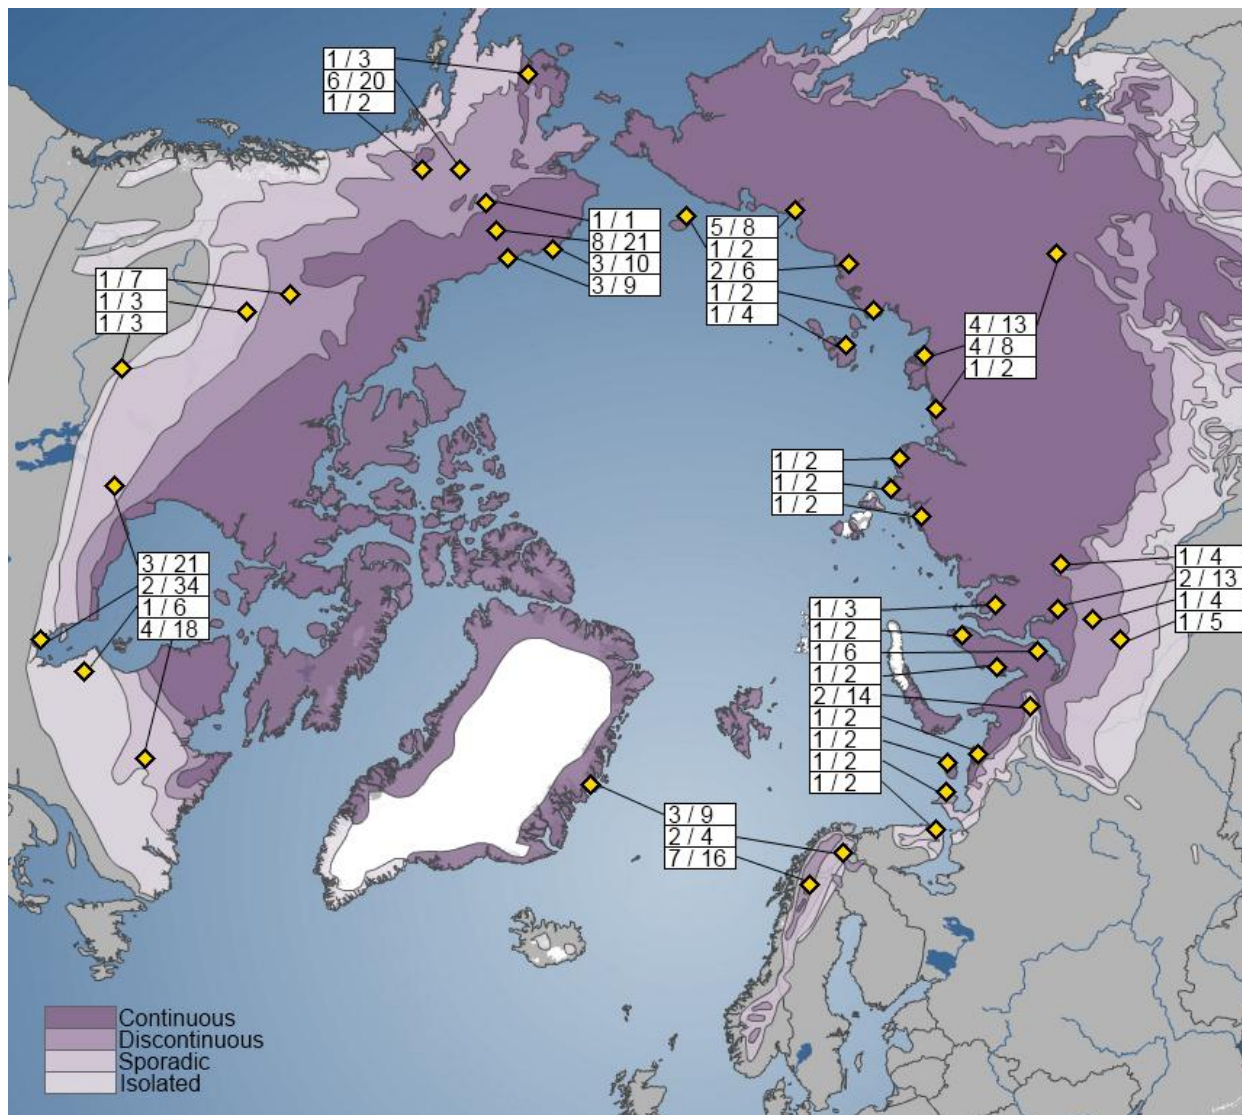 1 / 3
6 / 20
1 / 2
1 / 1
8 / 21
3 / 10
3 / 9
5 / 8
1 / 2
2 / 6
1 / 2
1 / 4
1 / 7
1 / 3
1 / 3
4 / 13
4 / 8
1 / 2
1 / 2
1 / 2
1 / 2
3 / 21
2 / 34
1 / 6
4 / 18
1 / 4
2 / 13
1 / 4
1 / 5
1 / 3
1 / 2
1 / 6
1 / 2
2 / 14
1 / 2
1 / 2
1 / 2
1 / 2
3 / 9
2 / 4
7 / 16
Continuous
Discontinuous
Sporadic
Isolated